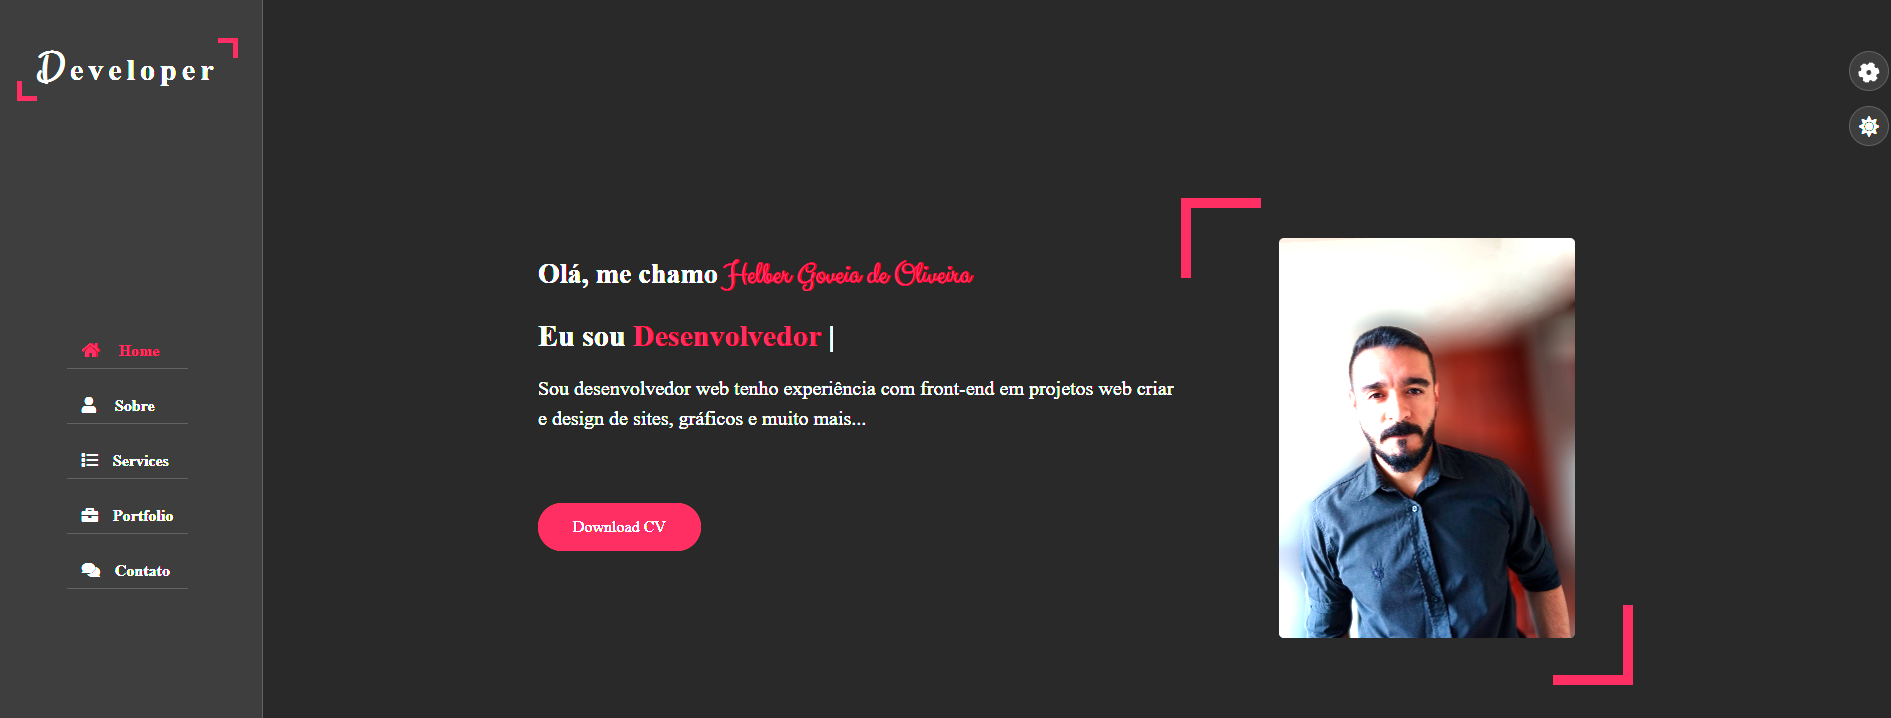 Developer
Home
Sobre
Services
Portfolio
Contato
Olá, me chamo Helber Goveia de Oliveira
Eu sou Desenvolvedor |
Sou desenvolvedor web tenho experiência com front-end em projetos web criar
e design de sites, gráficos e muito mais...
Download CV